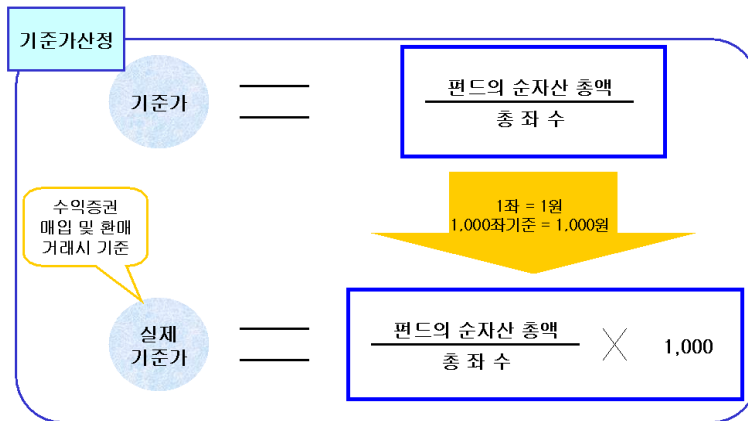 기준가산정
기준가
펀드의 순자산 총액
총 좌 수
1좌 = 1원
1,000좌기준 = 1,000원
수익증권
매입 및 환매
거래시 기준
실제
기준가
펀드의 순자산 총액
총 좌 수
1,000